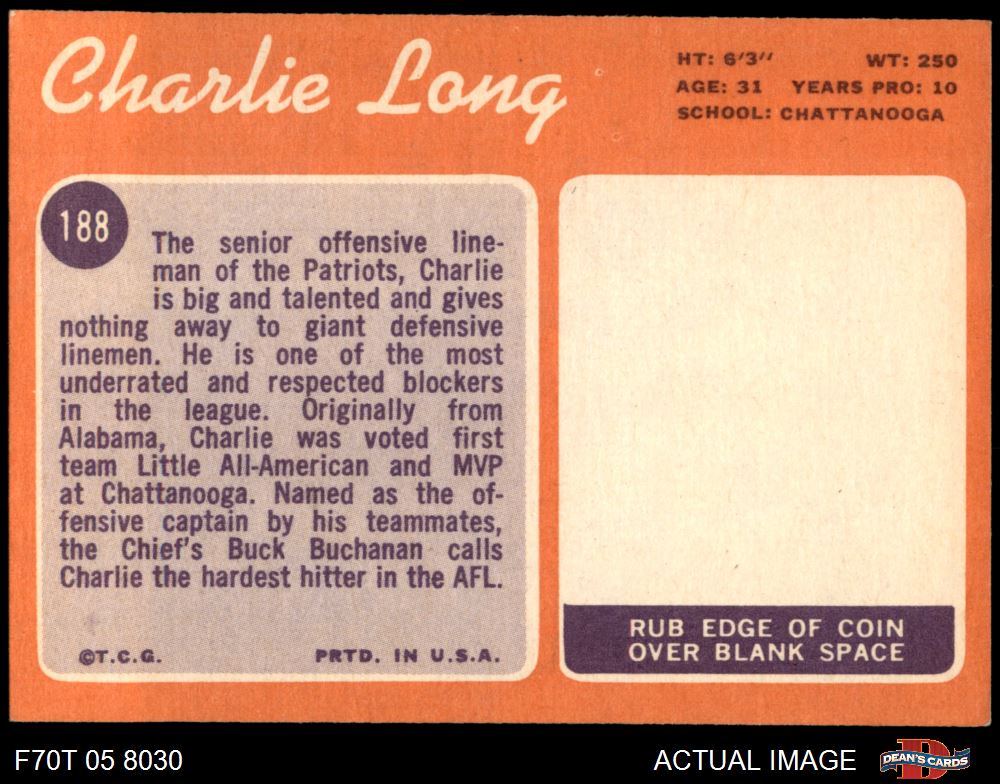 Charlie Long
HT: 6'3" WT: 250
AGE: 31 YEARS PRO: 10
SCHOOL: CHATTANOOGA
188
The senior offensive line-
man of the Patriots, Charlie
is big and talented and gives
nothing away to giant defensive
linemen. He is one of the most
underrated and respected blockers
in the league. Originally from
Alabama, Charlie was voted first
team Little All-American and MVP
at Chattanooga. Named as the of-
fensive captain by his teammates,
the Chief's Buck Buchanan calls
Charlie the hardest hitter in the AFL.
©T.C.G. PRTD. IN U.S.A.
RUB EDGE OF COIN
OVER BLANK SPACE
F70T 05 8030 ACTUAL IMAGE
D DEAN'S CARDS